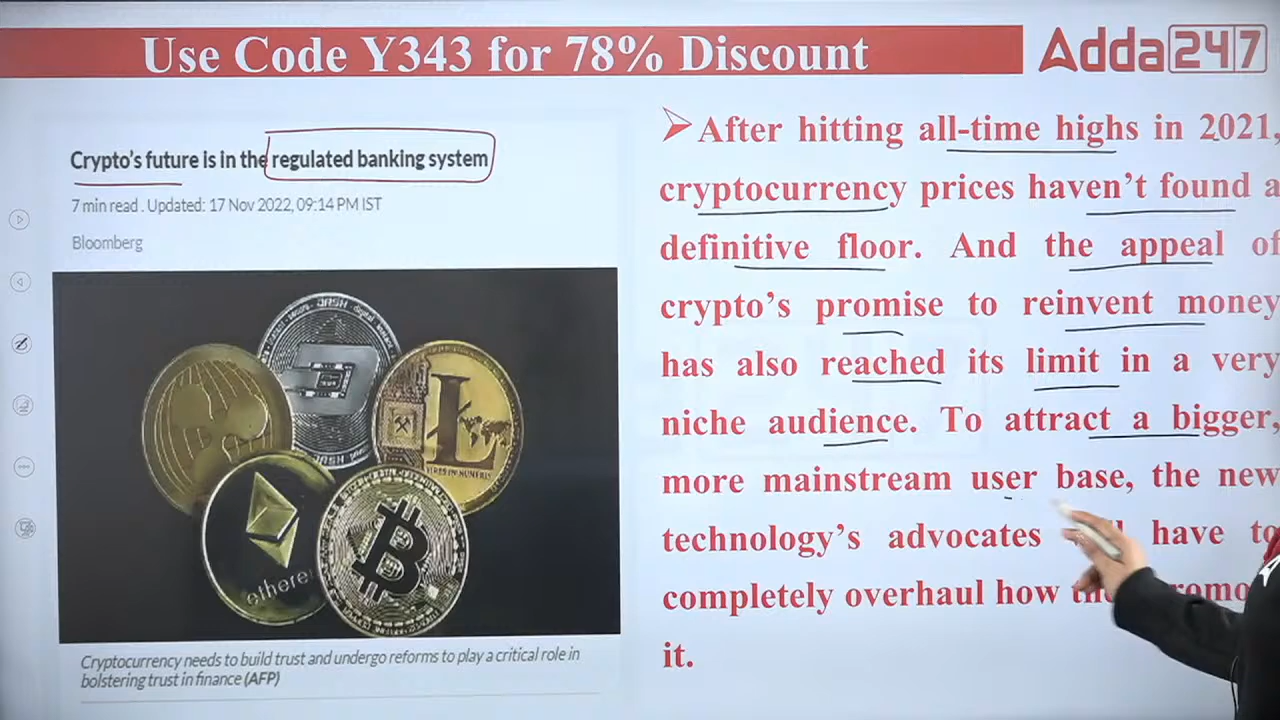 Use Code Y343 for 78% Discount
Adda247
Crypto's future is in the regulated banking system
7 min read . Updated: 17 Nov 2022, 09:14 PM IST
Bloomberg
DASH
ethere
Cryptocurrency needs to build trust and undergo reforms to play a critical role in
bolstering trust in finance (AFP)
➢After hitting all-time highs in 2021,
cryptocurrency prices haven't found a
definitive floor. And the appeal of
crypto's promise to reinvent money
has also reached its limit in a very
niche audience. To attract a bigger,
more mainstream user base, the new
technology's advocates have to
completely overhaul how
it.